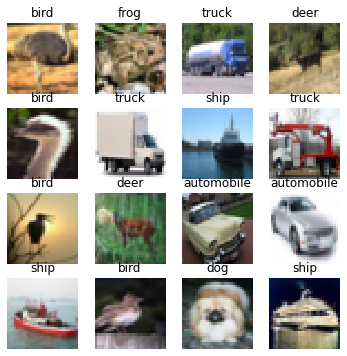 bird frog truck deer
bird truck ship truck
bird deer automobile automobile
ship bird dog ship